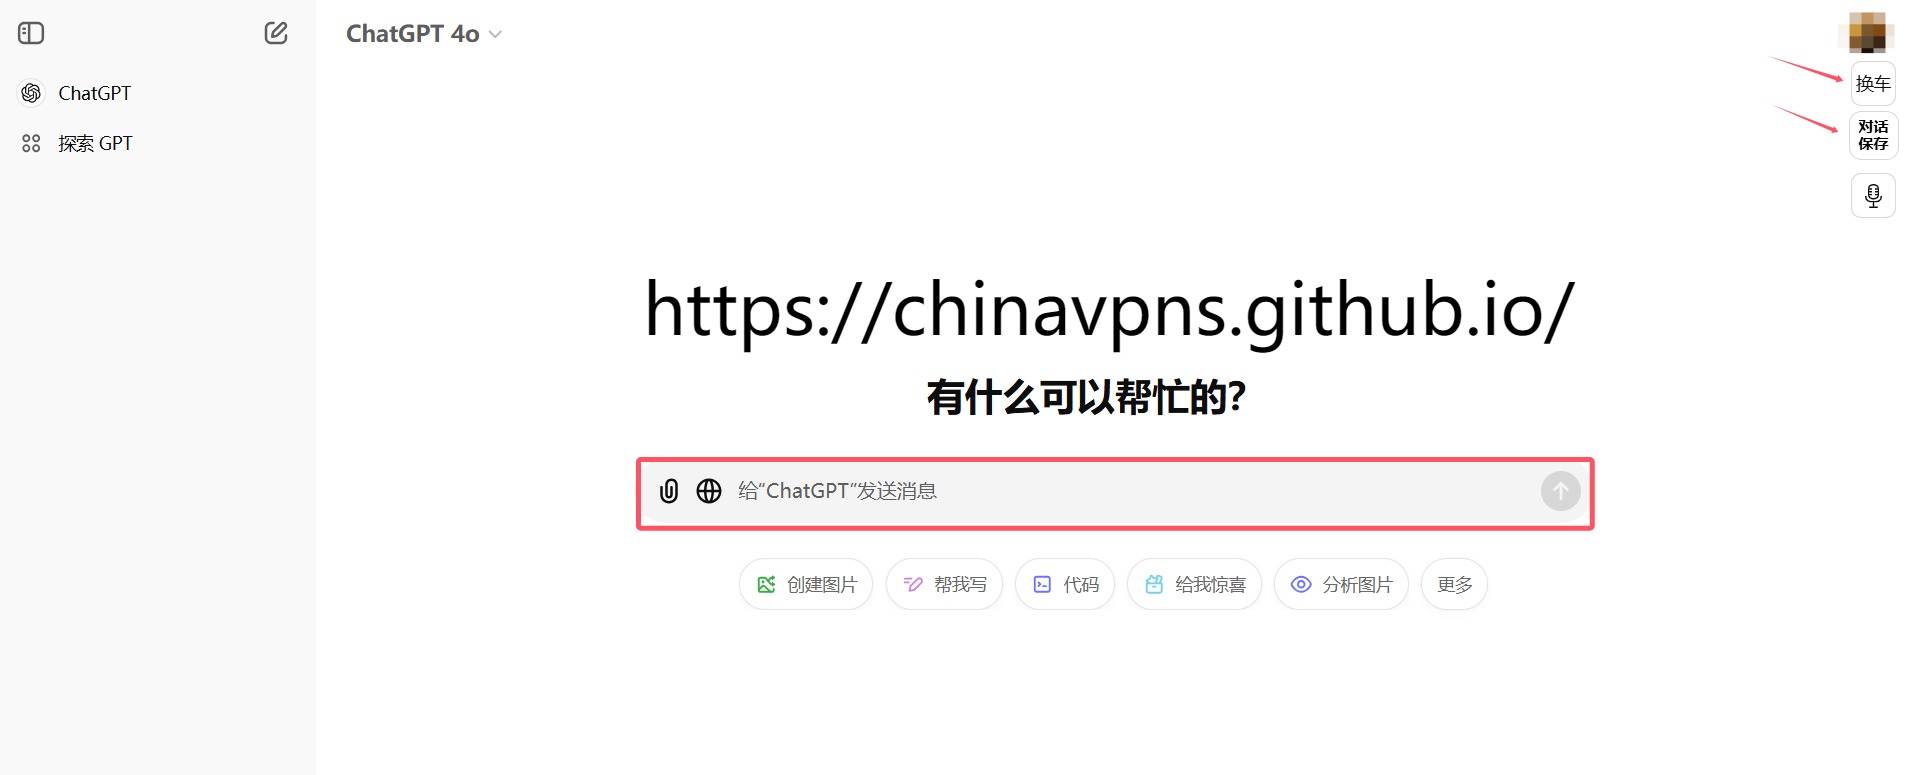 ChatGPT 4o
ChatGPT
探索 GPT
换车
对话
保存
https://chinavpns.github.io/
有什么可以帮忙的?
给“ChatGPT”发送消息
创建图片
帮我写
代码
给我惊喜
分析图片
更多